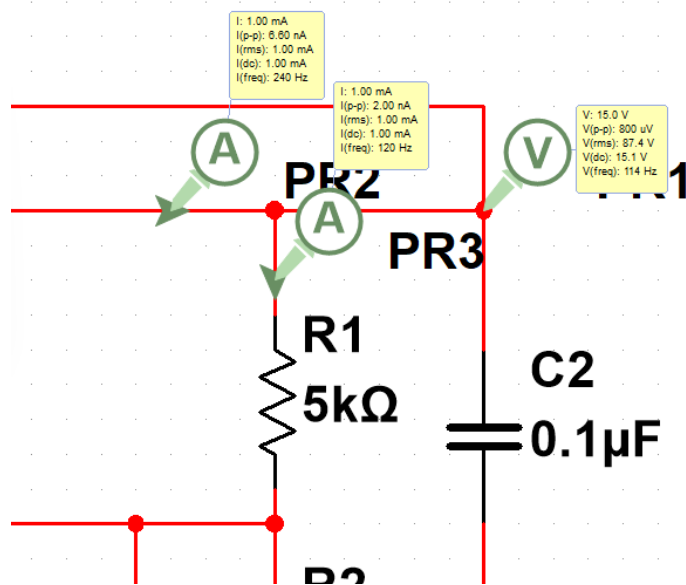 I: 1.00 mA
I(p-p): 6.60 nA
I(rms): 1.00 mA
I(dc): 1.00 mA
I(freq): 240 Hz
I: 1.00 mA
I(p-p): 2.00 nA
I(rms): 1.00 mA
I(dc): 1.00 mA
I(freq): 120 Hz
V: 15.0 V
V(p-p): 800 uV
V(rms): 87.4 V
V(dc): 15.1 V
V(freq): 114 Hz
A
A
V
PR2
PR1
PR3
R1
5kΩ
C2
0.1µF
R2